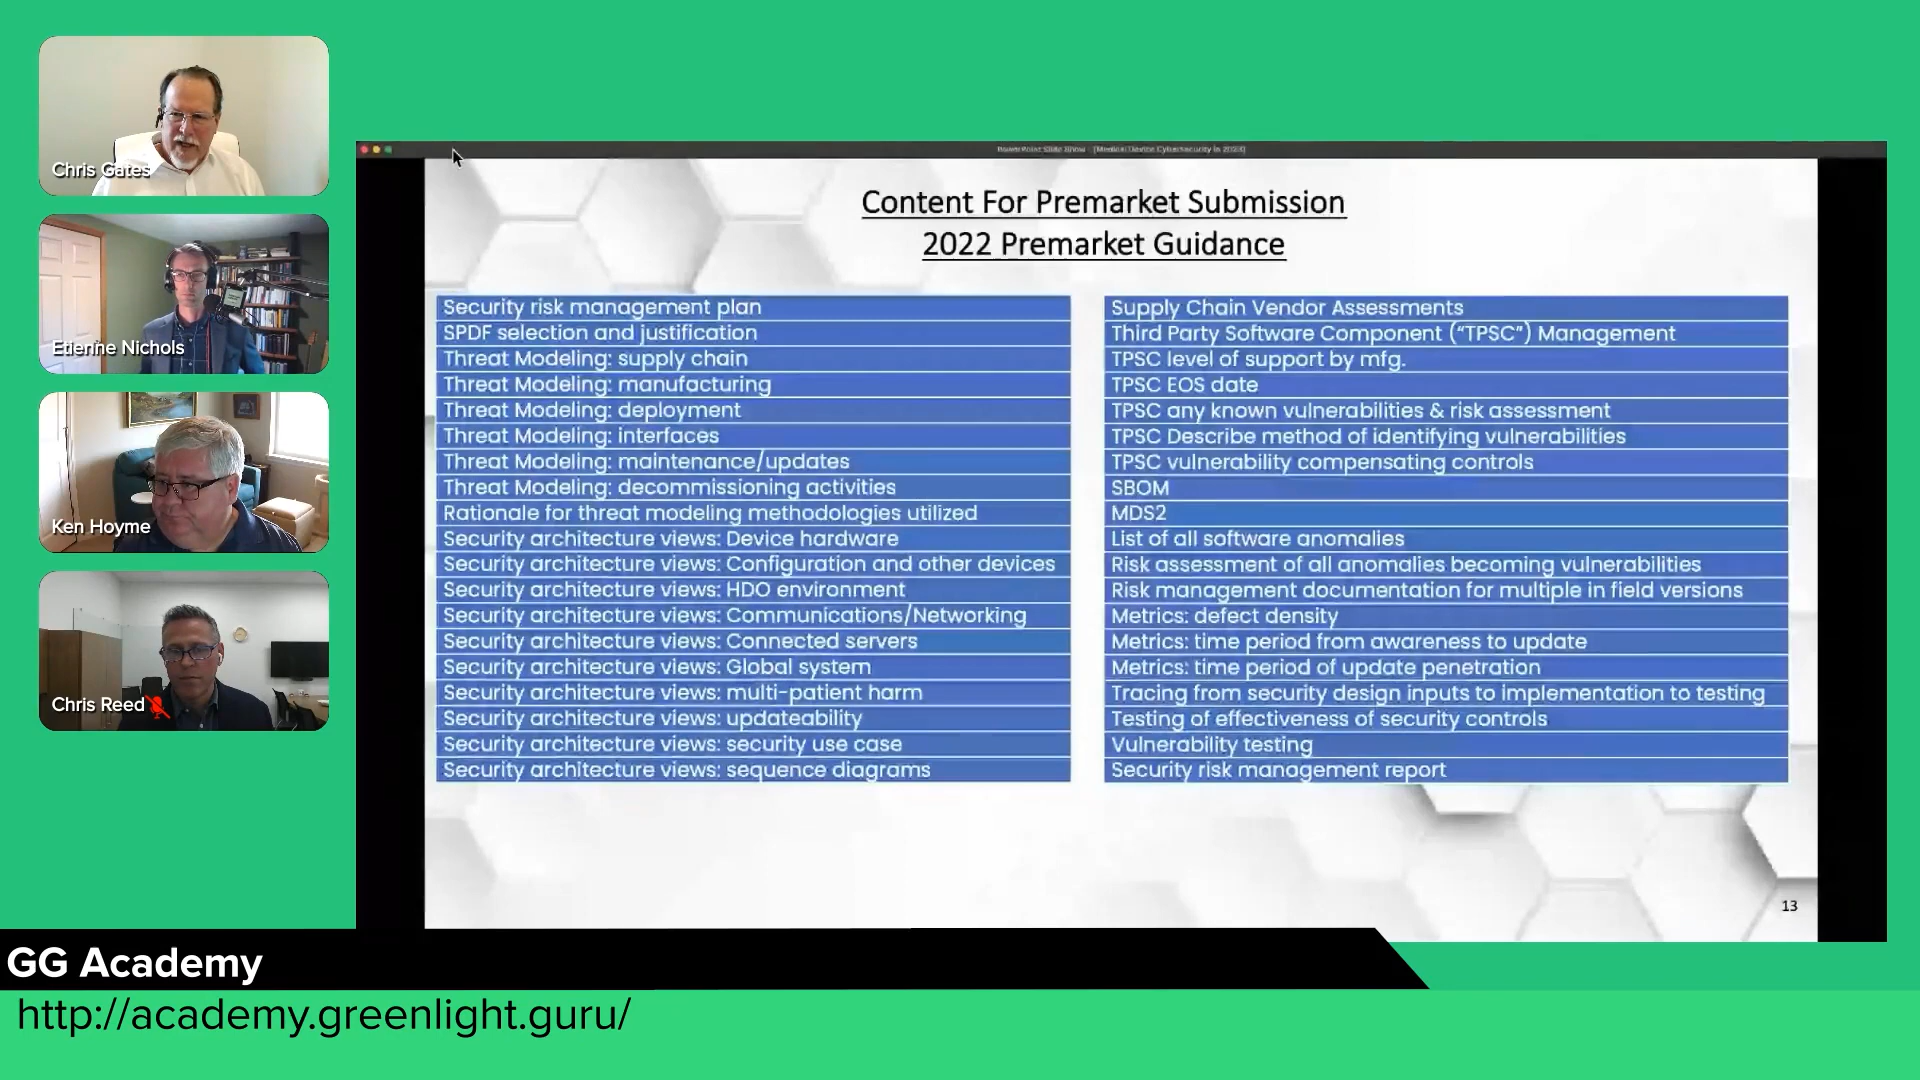 Chris Gates
Etienne Nichols
Ken Hoyme
Chris Reed
PowerPoint Slide Show - [Medical Device Cybersecurity in 2023]
Content For Premarket Submission
2022 Premarket Guidance
Security risk management plan
SPDF selection and justification
Threat Modeling: supply chain
Threat Modeling: manufacturing
Threat Modeling: deployment
Threat Modeling: interfaces
Threat Modeling: maintenance/updates
Threat Modeling: decommissioning activities
Rationale for threat modeling methodologies utilized
Security architecture views: Device hardware
Security architecture views: Configuration and other devices
Security architecture views: HDO environment
Security architecture views: Communications/Networking
Security architecture views: Connected servers
Security architecture views: Global system
Security architecture views: multi-patient harm
Security architecture views: updateability
Security architecture views: security use case
Security architecture views: sequence diagrams
Supply Chain Vendor Assessments
Third Party Software Component (“TPSC”) Management
TPSC level of support by mfg.
TPSC EOS date
TPSC any known vulnerabilities & risk assessment
TPSC Describe method of identifying vulnerabilities
TPSC vulnerability compensating controls
SBOM
MDS2
List of all software anomalies
Risk assessment of all anomalies becoming vulnerabilities
Risk management documentation for multiple in field versions
Metrics: defect density
Metrics: time period from awareness to update
Metrics: time period of update penetration
Tracing from security design inputs to implementation to testing
Testing of effectiveness of security controls
Vulnerability testing
Security risk management report
13
GG Academy
http://academy.greenlight.guru/